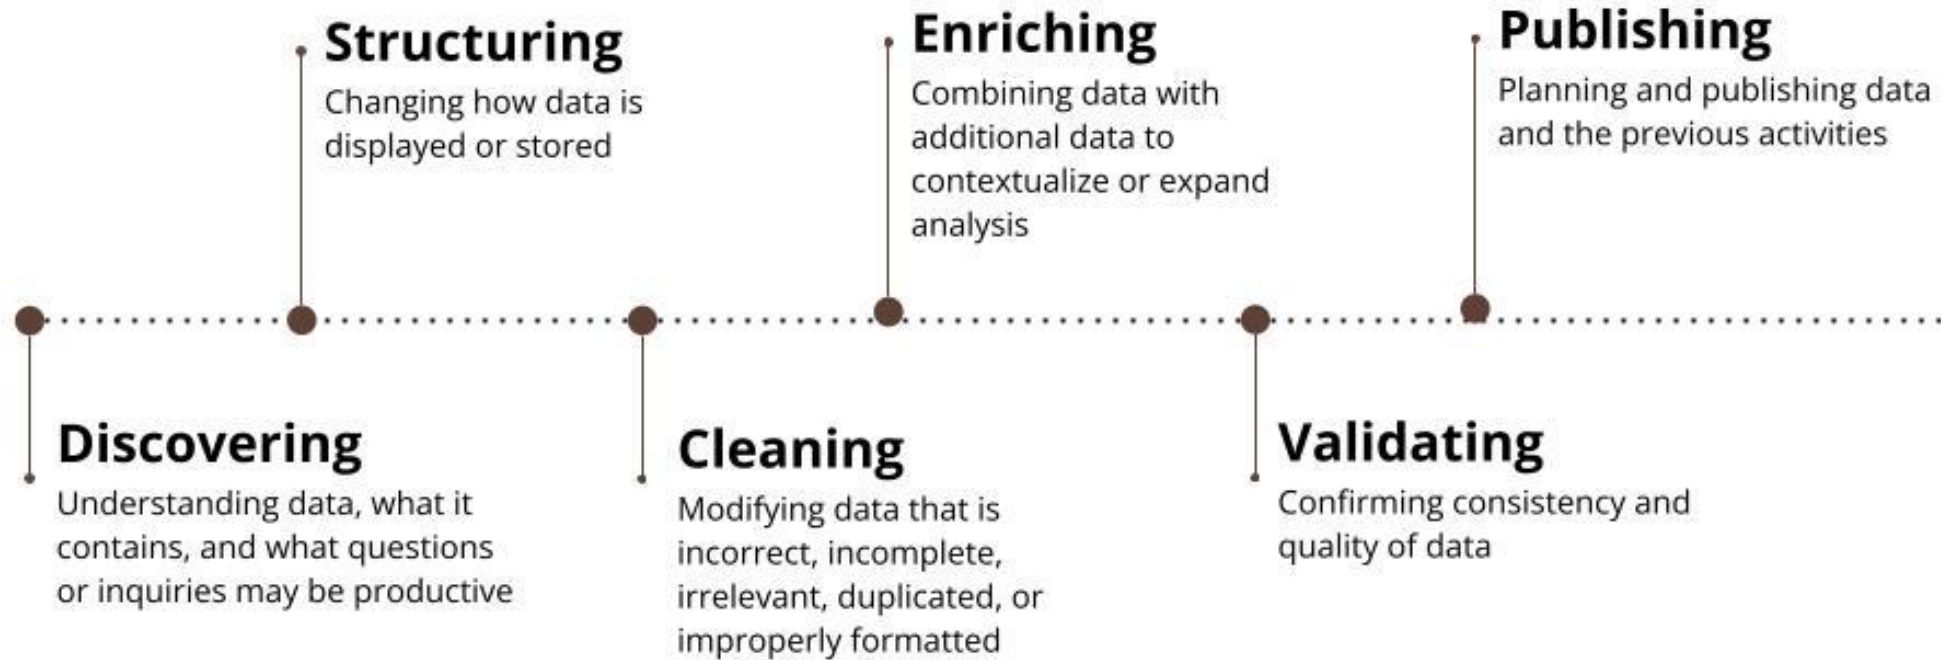 Structuring
Changing how data is
displayed or stored
Enriching
Combining data with
additional data to
contextualize or expand
analysis
Publishing
Planning and publishing data
and the previous activities
Discovering
Understanding data, what it
contains, and what questions
or inquiries may be productive
Cleaning
Modifying data that is
incorrect, incomplete,
irrelevant, duplicated, or
improperly formatted
Validating
Confirming consistency and
quality of data